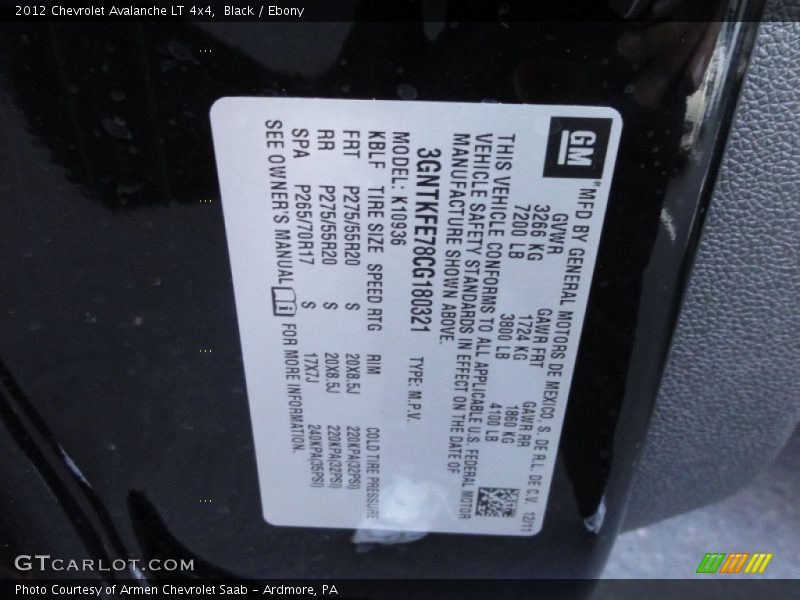 2012 Chevrolet Avalanche LT 4x4,  Black / Ebony
GM
® MFD BY GENERAL MOTORS DE MEXICO, S. DE R.L. DE C.V. 12/11
GVWR GAWR FRT GAWR RR
3266 KG 1724 KG 1860 KG
7200 LB 3800 LB 4100 LB
THIS VEHICLE CONFORMS TO ALL APPLICABLE U.S. FEDERAL MOTOR
VEHICLE SAFETY STANDARDS IN EFFECT ON THE DATE OF
MANUFACTURE SHOWN ABOVE.
3GNTKFE78CG180321 TYPE: M.P.V.
MODEL: K10936
KBLF TIRE SIZE SPEED RTG RIM COLD TIRE PRESSURE
FRT P275/55R20 S 20X8.5J 220KPA(32PSI)
RR P275/55R20 S 20X8.5J 220KPA(32PSI)
SPA P265/70R17 S 17X7J 240KPA(35PSI)
SEE OWNER'S MANUAL i FOR MORE INFORMATION.
GTCARLOT.COM
Photo Courtesy of Armen Chevrolet Saab - Ardmore, PA